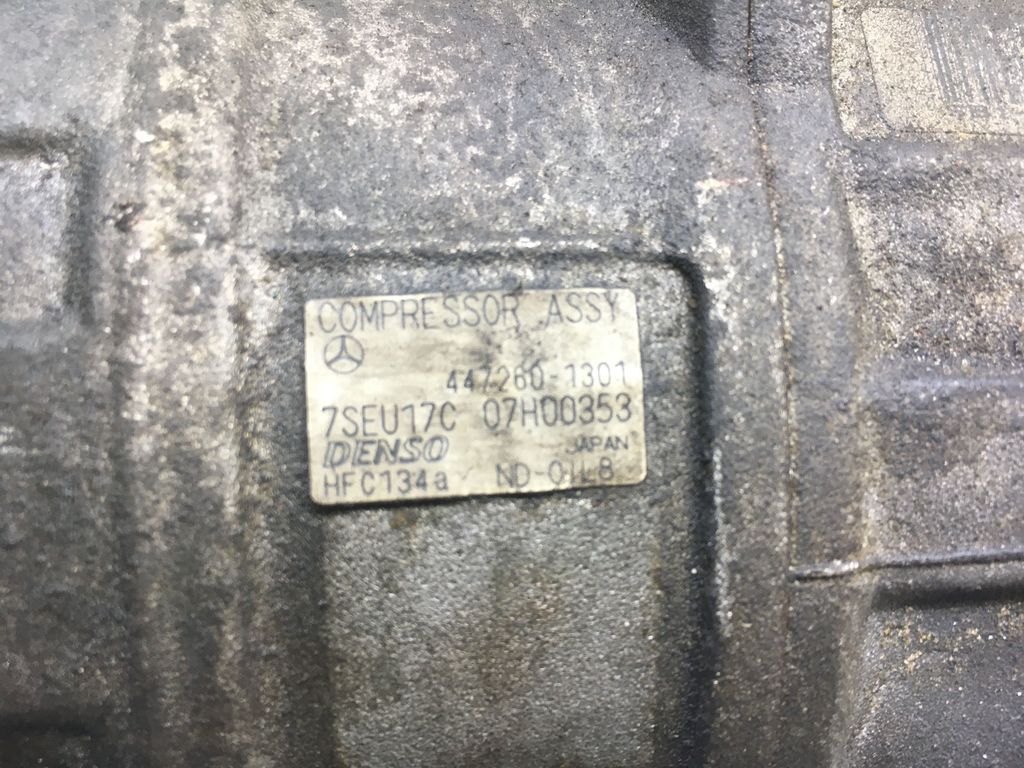 COMPRESSOR ASSY
447260-1301
7SEU17C 07H00353
DENSO JAPAN
HFC134a ND-OIL8